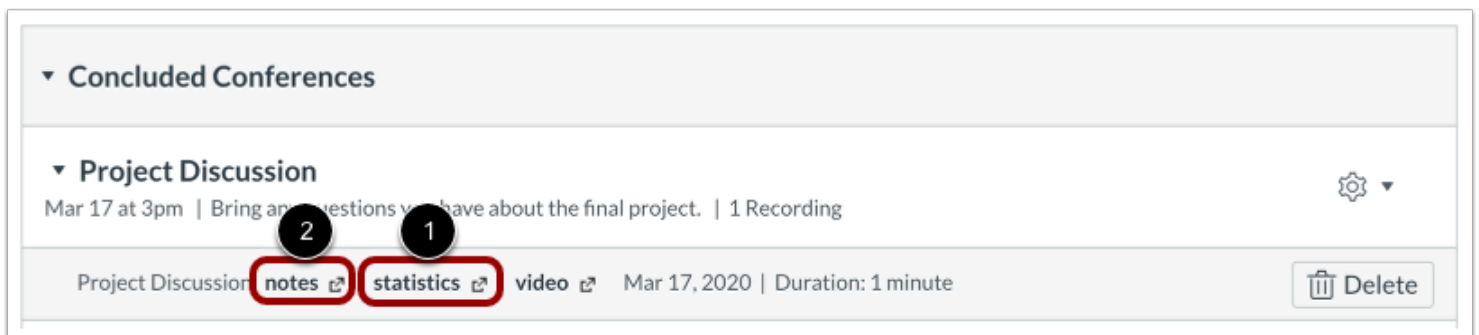 Concluded Conferences
Project Discussion
Mar 17 at 3pm | Bring any questions you have about the final project. | 1 Recording
2 1
Project Discussion notes statistics video Mar 17, 2020 | Duration: 1 minute Delete